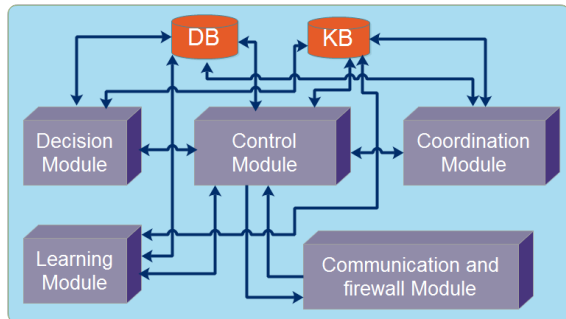 DB
KB
Decision
Module
Control
Module
Coordination
Module
Learning
Module
Communication and
firewall Module